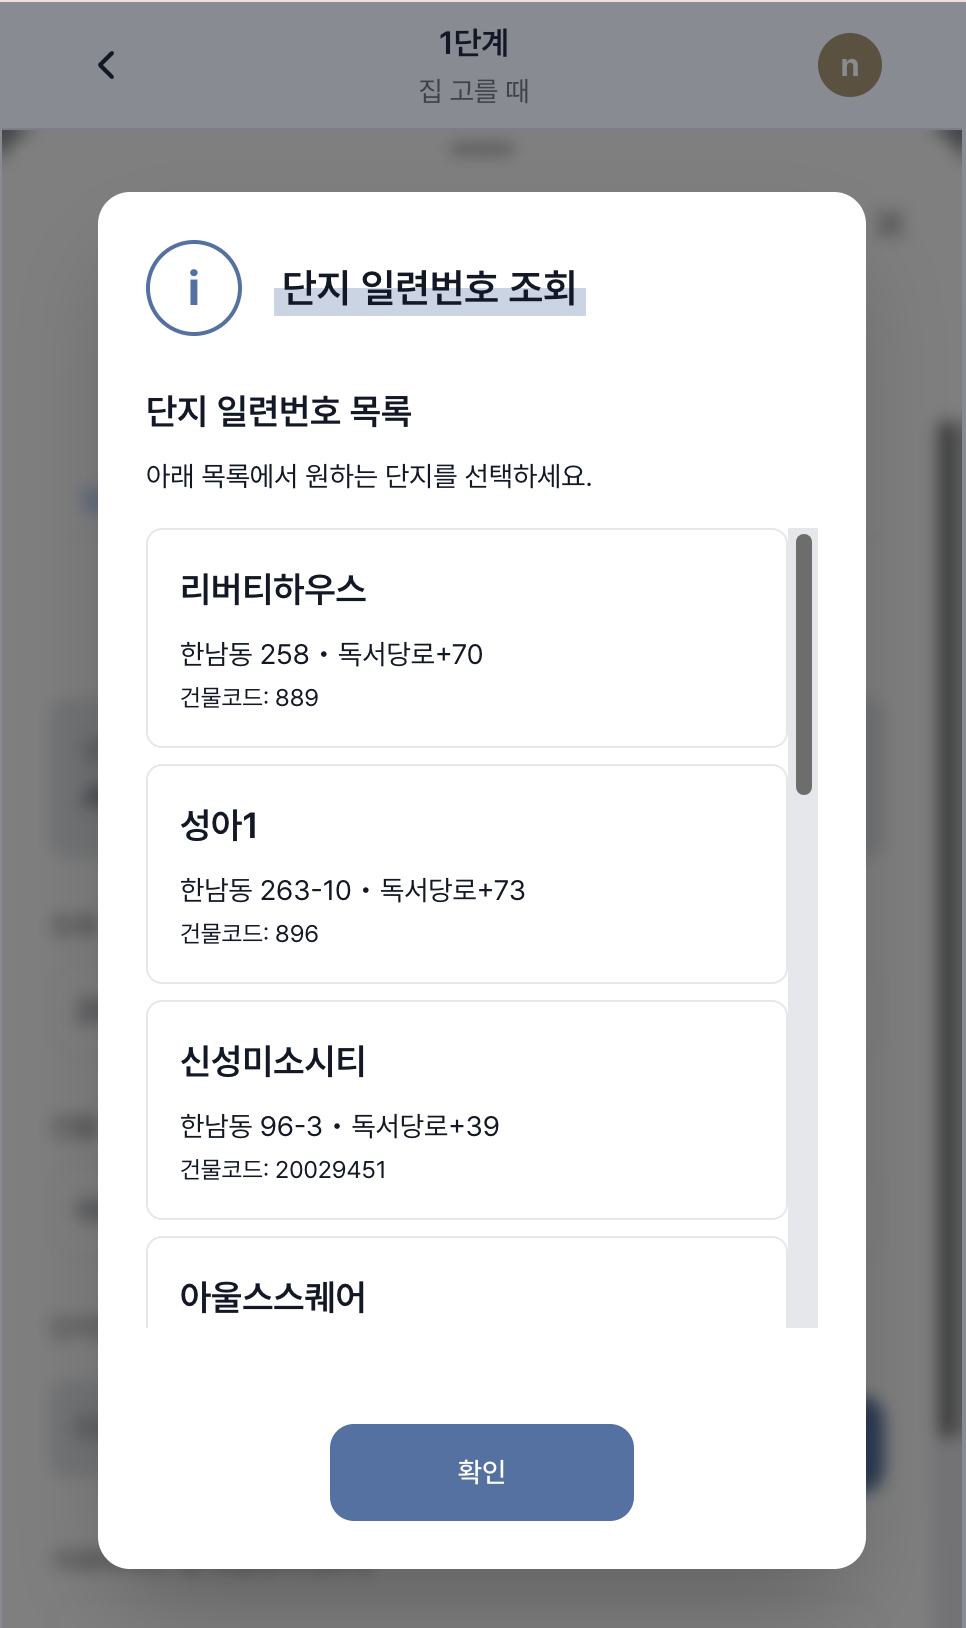 1단계
집 고를 때
n
i
단지 일련번호 조회
단지 일련번호 목록
아래 목록에서 원하는 단지를 선택하세요.
리버티하우스
한남동 258 • 독서당로+70
건물코드: 889
성아1
한남동 263-10 • 독서당로+73
건물코드: 896
신성미소시티
한남동 96-3 • 독서당로+39
건물코드: 20029451
아울스스퀘어
확인